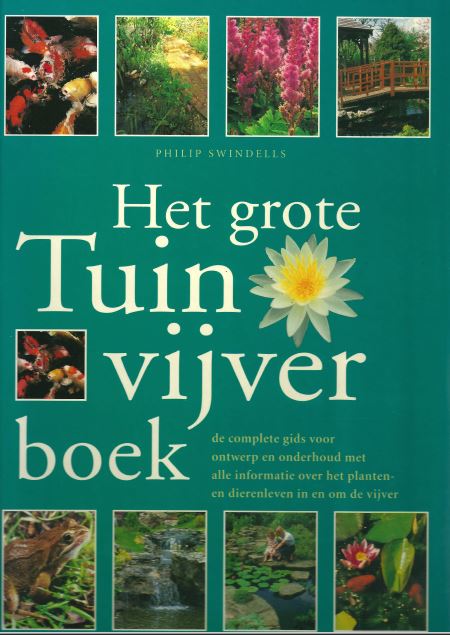 PHILIP SWINDELLS
Het grote
Tuin
vijver
boek
de complete gids voor
ontwerp en onderhoud met
alle informatie over het planten-
en dierenleven in en om de vijver